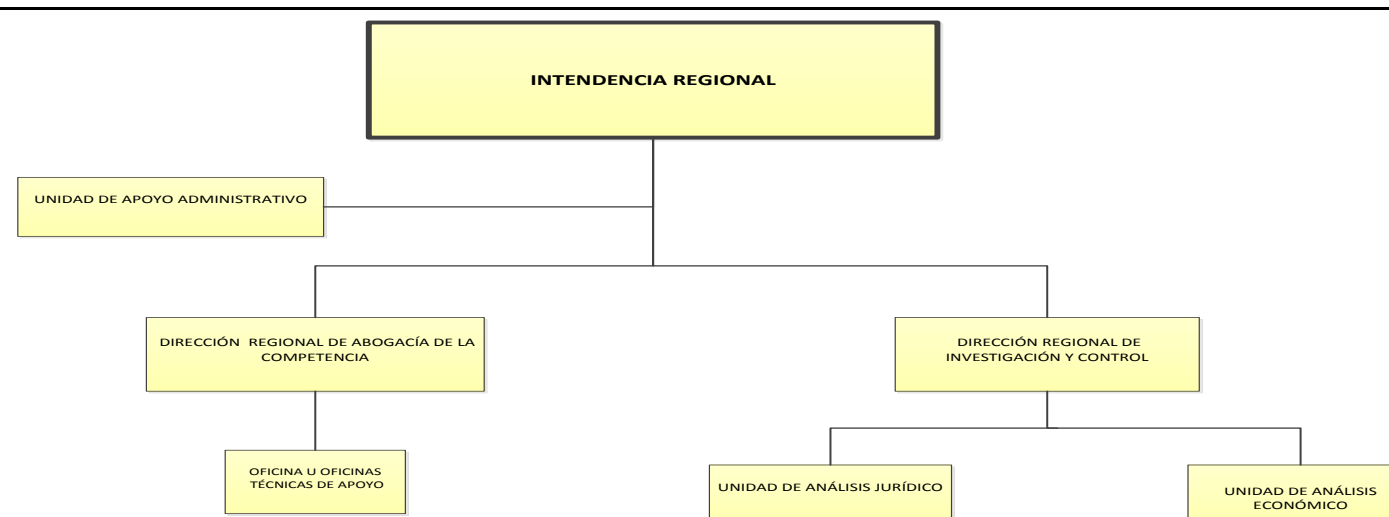 INTENDENCIA REGIONAL
UNIDAD DE APOYO ADMINISTRATIVO
DIRECCIÓN  REGIONAL DE ABOGACÍA DE LA
COMPETENCIA
DIRECCIÓN REGIONAL DE
INVESTIGACIÓN Y CONTROL
OFICINA U OFICINAS
TÉCNICAS DE APOYO
UNIDAD DE ANÁLISIS JURÍDICO
UNIDAD DE ANÁLISIS
ECONÓMICO